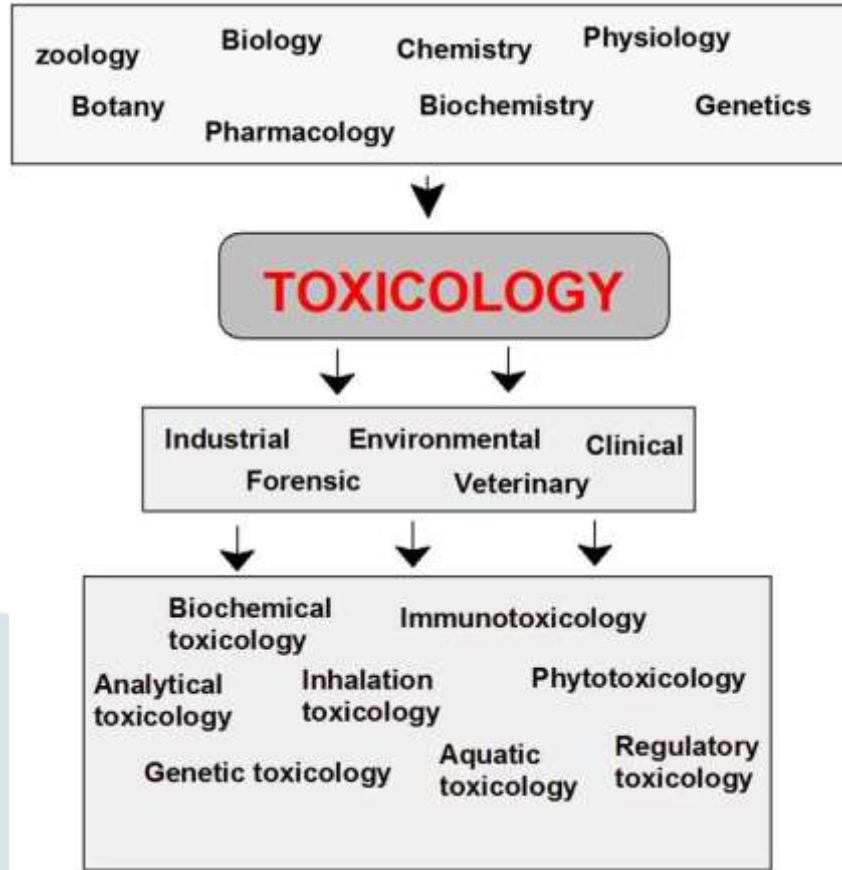 zoology Biology Chemistry Physiology
Botany Pharmacology Biochemistry Genetics
TOXICOLOGY
Industrial Environmental Clinical
Forensic Veterinary
Biochemical
toxicology
Immunotoxicology
Analytical
toxicology
Inhalation
toxicology
Phytotoxicology
Genetic toxicology
Aquatic
toxicology
Regulatory
toxicology